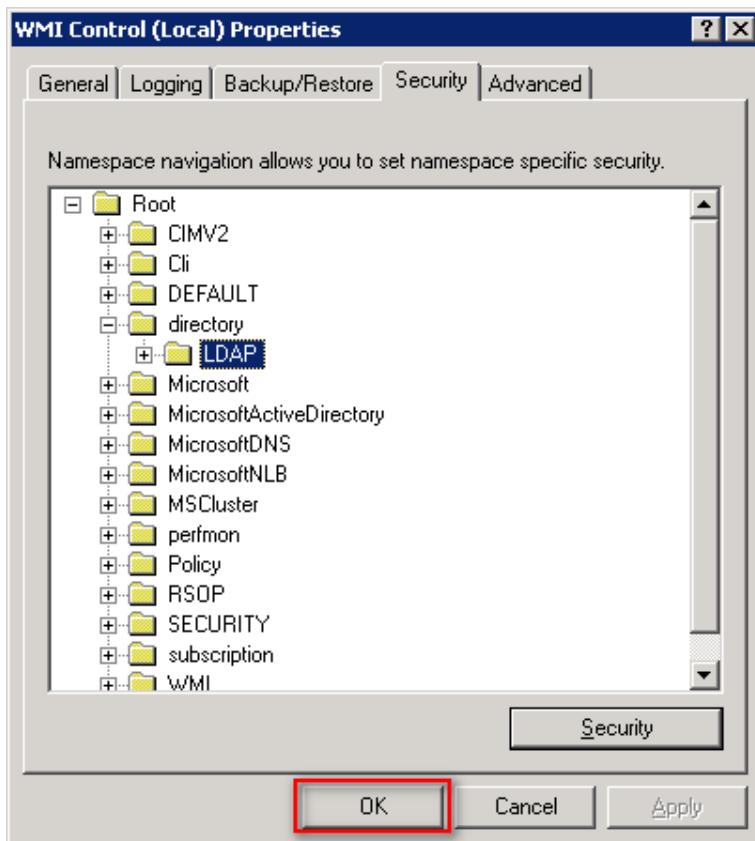 WMI Control (Local) Properties
General Logging Backup/Restore Security Advanced
Namespace navigation allows you to set namespace specific security.
Root
CIMV2
Cli
DEFAULT
directory
LDAP
Microsoft
MicrosoftActiveDirectory
MicrosoftDNS
MicrosoftNLB
MSCluster
perfmon
Policy
RSOP
SECURITY
subscription
WMI
Security
OK Cancel Apply